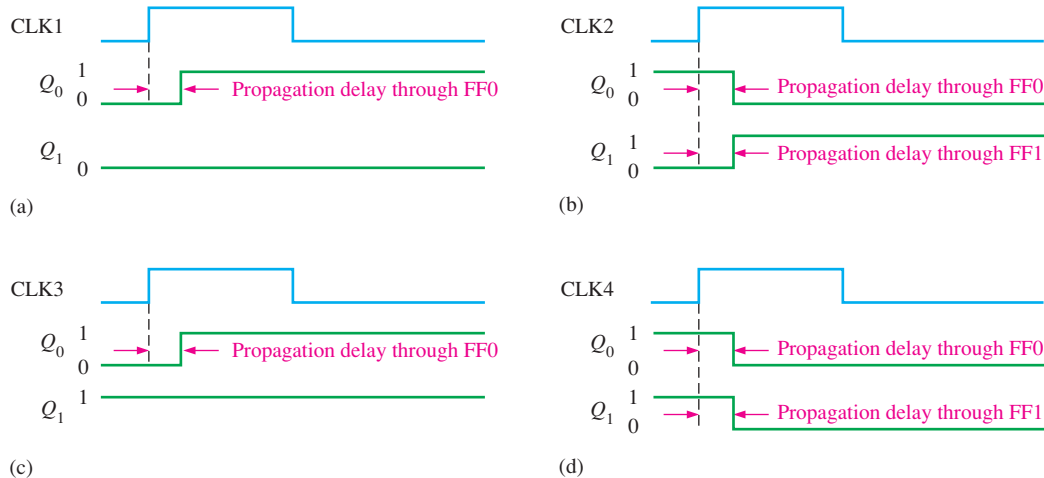 CLK1
1
Q0
0
Propagation delay through FF0
Q1
0
(a)
CLK2
1
Q0
0
Propagation delay through FF0
1
Q1
0
Propagation delay through FF1
(b)
CLK3
1
Q0
0
Propagation delay through FF0
1
Q1
(c)
CLK4
1
Q0
0
Propagation delay through FF0
1
Q1
0
Propagation delay through FF1
(d)